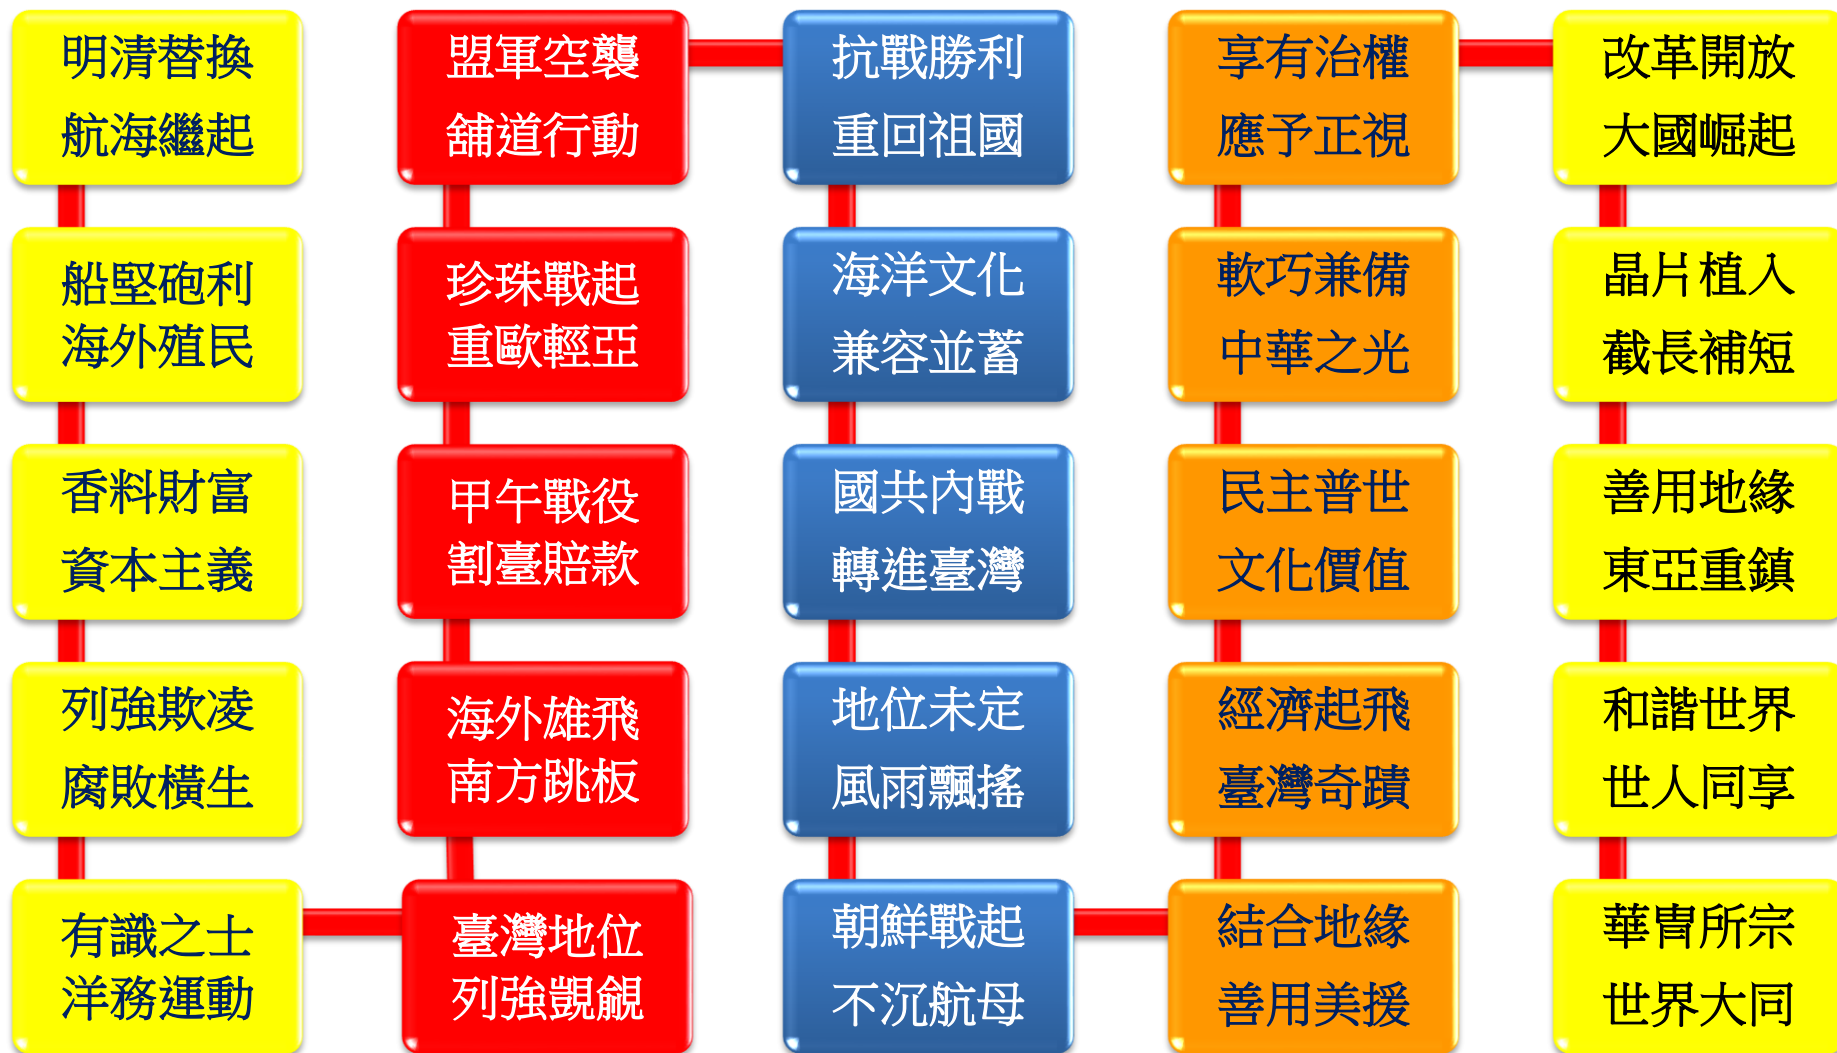 明清替換
航海繼起
船堅砲利
海外殖民
香料財富
資本主義
列強欺凌
腐敗橫生
有識之士
洋務運動
臺灣地位
列強覬覦
海外雄飛
南方跳板
甲午戰役
割臺賠款
珍珠戰起
重歐輕亞
盟軍空襲
舖道行動
抗戰勝利
重回祖國
海洋文化
兼容並蓄
國共內戰
轉進臺灣
地位未定
風雨飄搖
朝鮮戰起
不沉航母
結合地緣
善用美援
經濟起飛
臺灣奇蹟
民主普世
文化價值
軟巧兼備
中華之光
享有治權
應予正視
改革開放
大國崛起
晶片植入
截長補短
善用地緣
東亞重鎮
和諧世界
世人同享
華冑所宗
世界大同